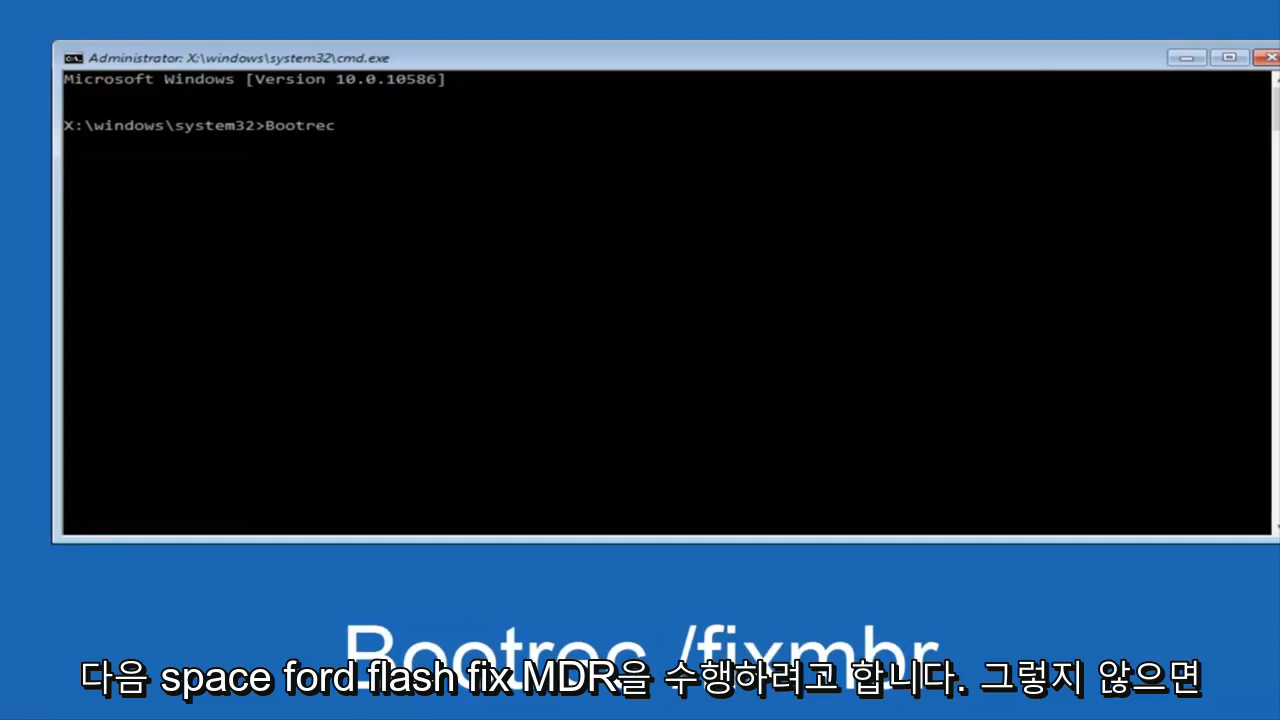 Administrator: X:\windows\system32\cmd.exe
Microsoft Windows [Version 10.0.10586]
X:\windows\system32>Bootrec
Bootrec /fixmbr
다음 space ford flash fix MDR을 수행하려고 합니다. 그렇지 않으면